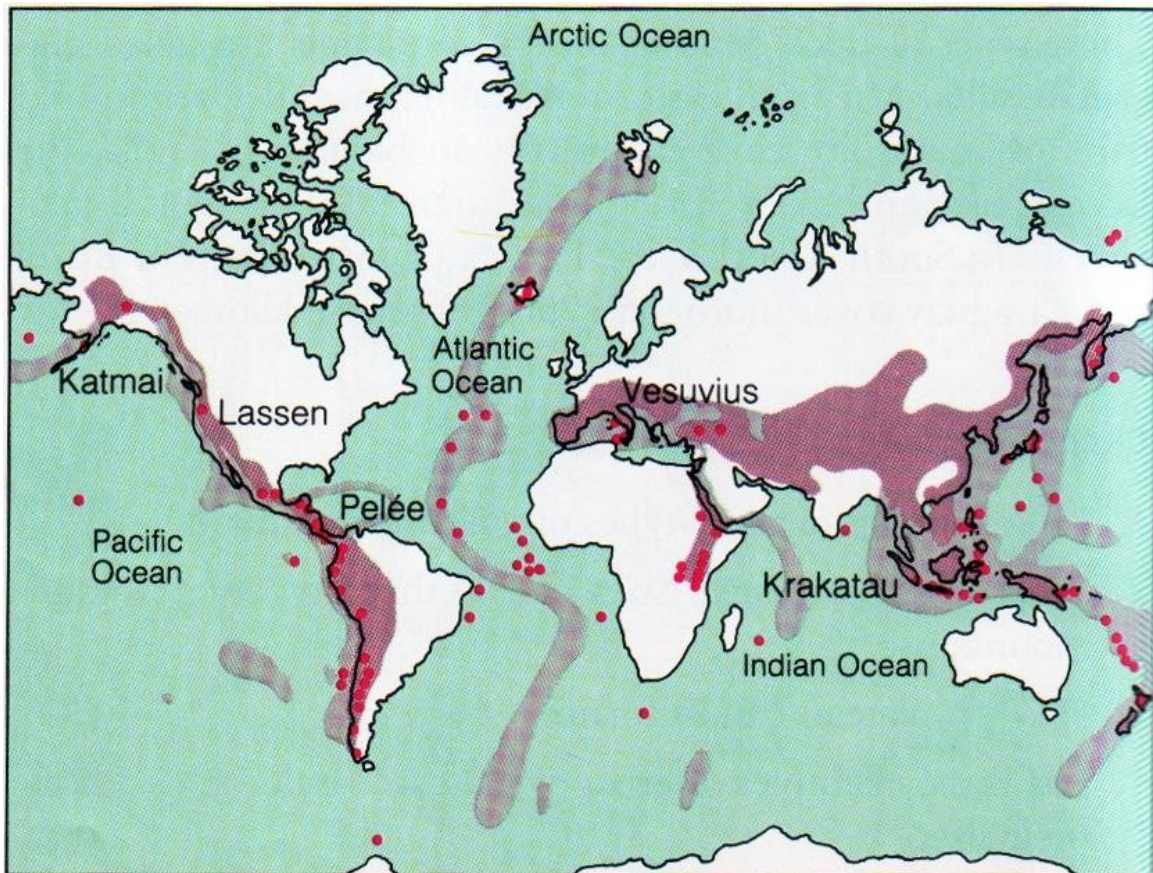 Arctic Ocean
Atlantic
Ocean
Katmai
Vesuvius
Lassen
Pelée
Pacific
Ocean
Krakatau
Indian Ocean